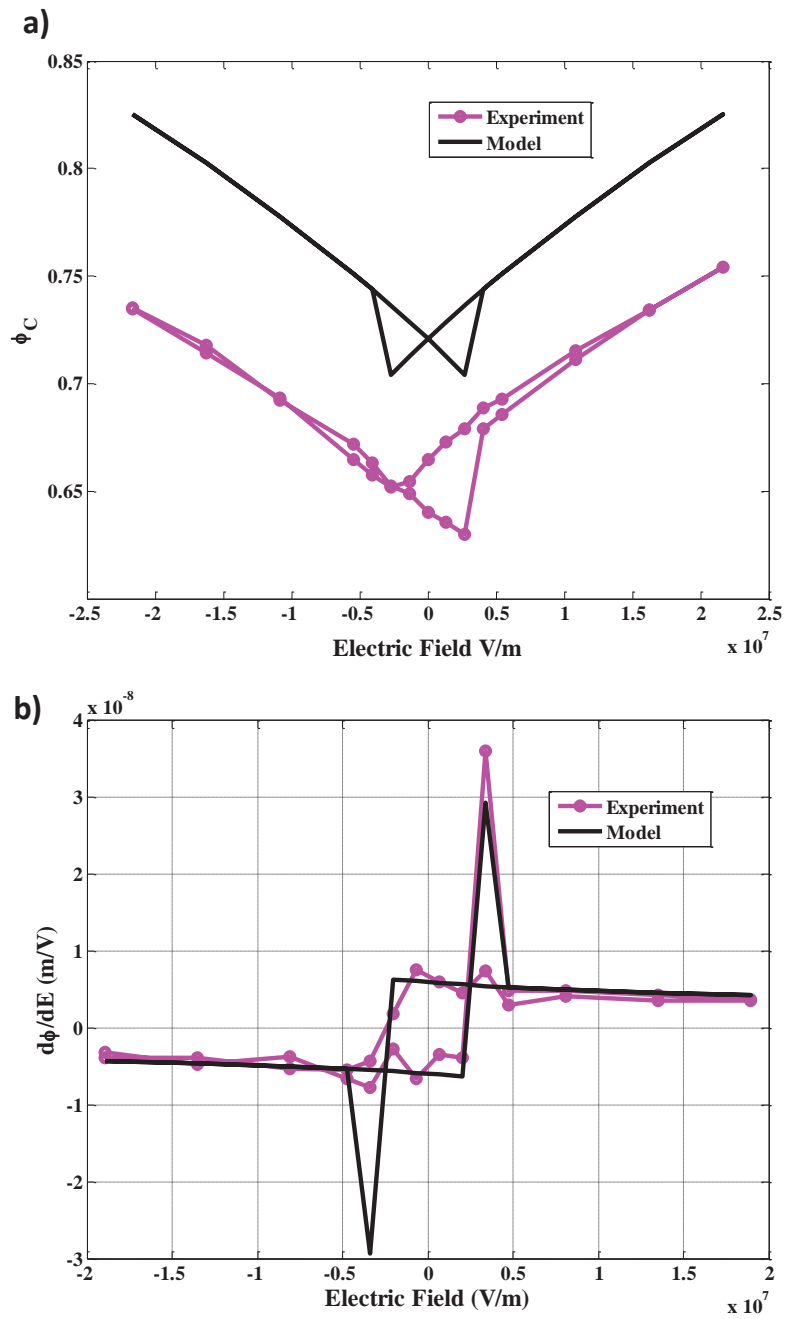 a)
0.85
0.8
0.75
0.7
0.65
ϕC
Experiment
Model
-2.5 -2 -1.5 -1 -0.5 0 0.5 1 1.5 2 2.5
x 10^7
Electric Field V/m
b)
x 10^-8
4
3
2
1
0
-1
-2
-3
dϕ/dE (m/V)
Experiment
Model
-2 -1.5 -1 -0.5 0 0.5 1 1.5 2
x 10^7
Electric Field (V/m)